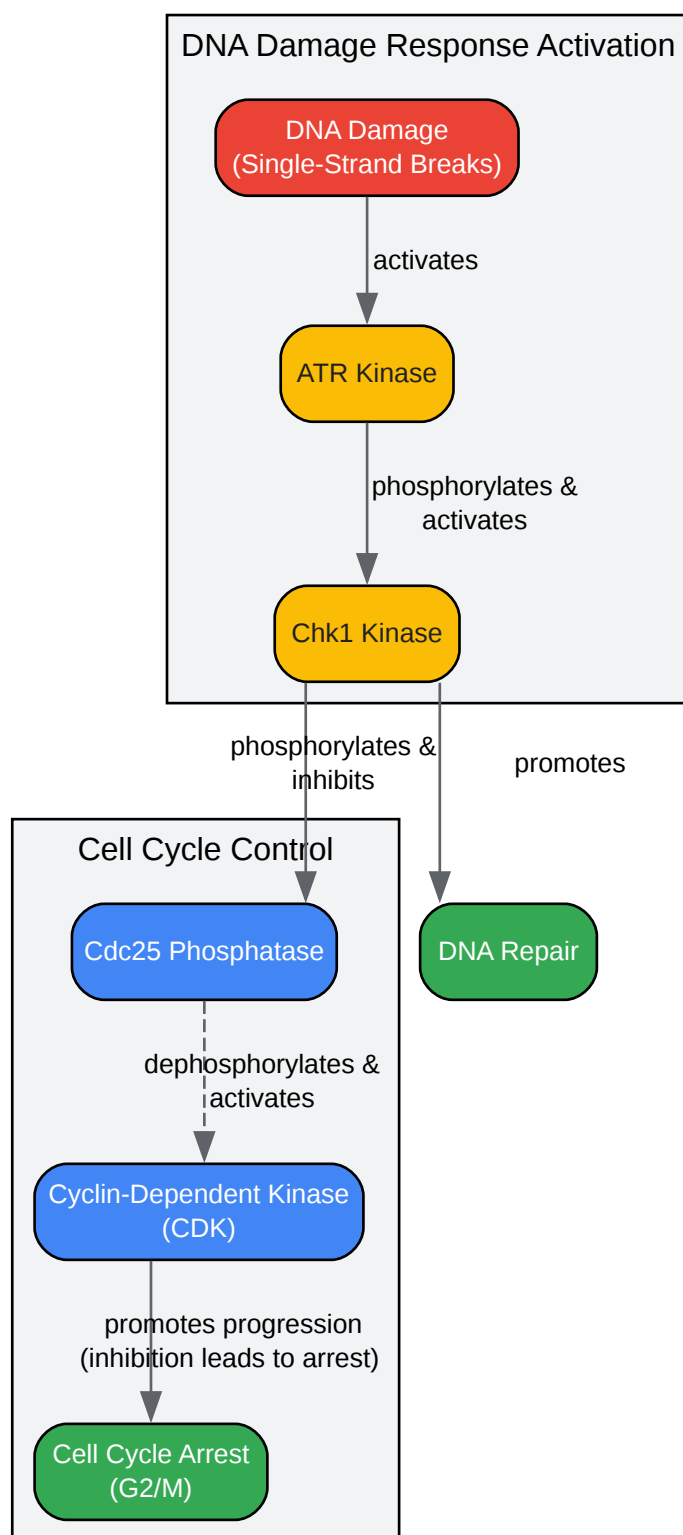 DNA Damage Response Activation
DNA Damage
(Single-Strand Breaks)
activates
ATR Kinase
phosphorylates &
activates
Chk1 Kinase
phosphorylates &
inhibits
promotes
Cell Cycle Control
Cdc25 Phosphatase
DNA Repair
dephosphorylates &
activates
Cyclin-Dependent Kinase
(CDK)
promotes progression
(inhibition leads to arrest)
Cell Cycle Arrest
(G2/M)